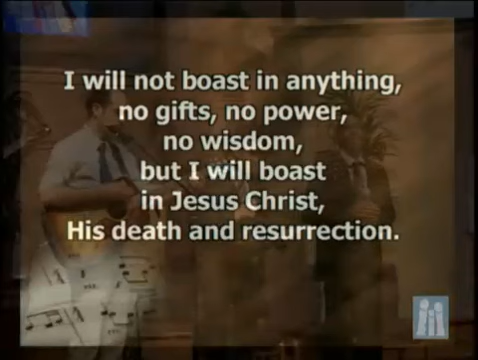 I will not boast in anything,
no gifts, no power,
no wisdom,
but I will boast
in Jesus Christ,
His death and resurrection.